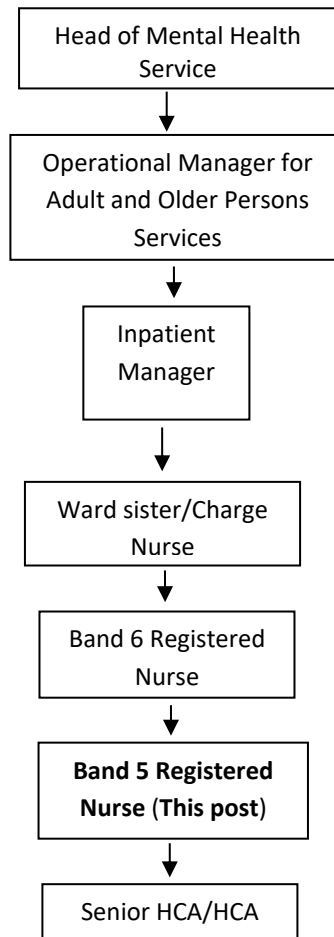 Head of Mental Health
Service
Operational Manager for
Adult and Older Persons
Services
Inpatient
Manager
Ward sister/Charge
Nurse
Band 6 Registered
Nurse
Band 5 Registered
Nurse (This post)
Senior HCA/HCA